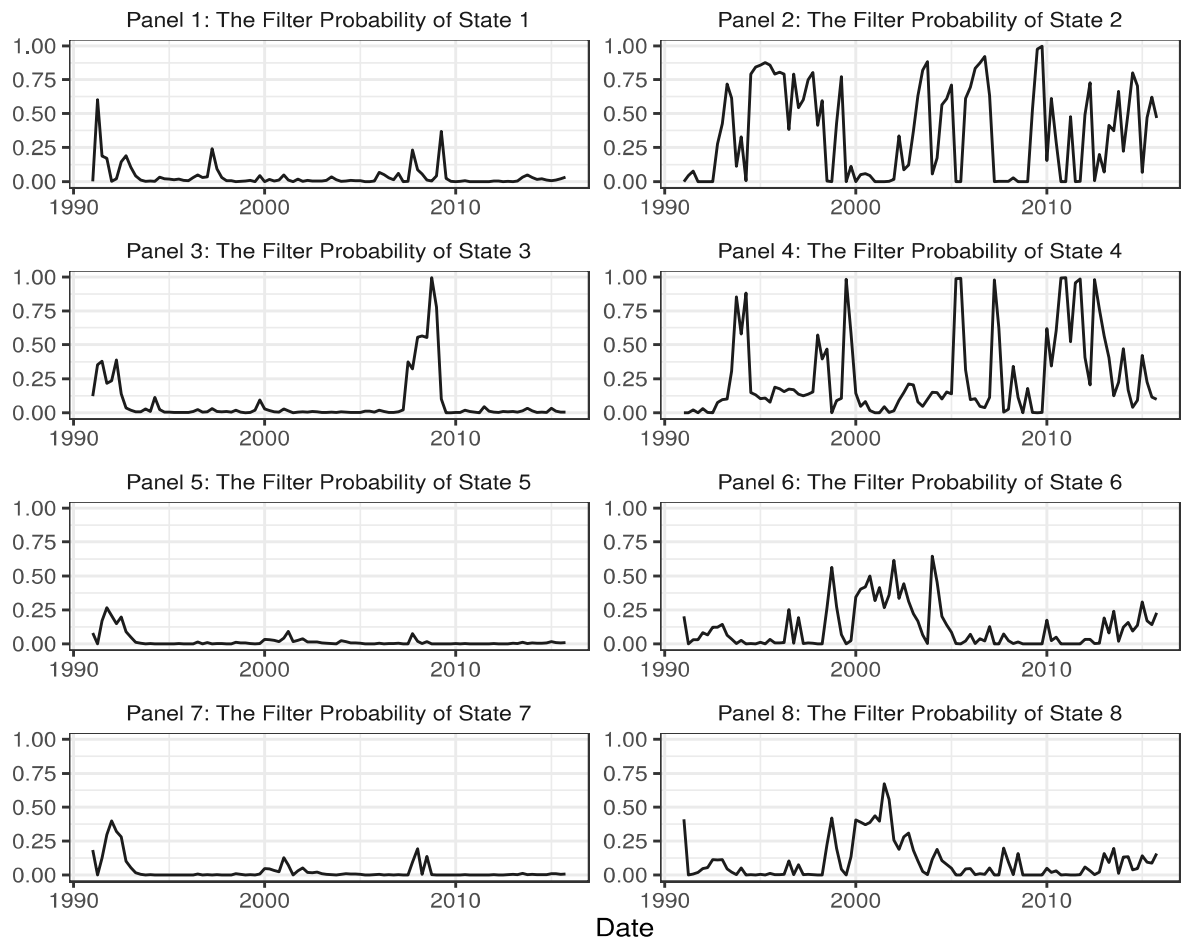 Panel 1: The Filter Probability of State 1
1.00
0.75
0.50
0.25
0.00
1990 2000 2010
Panel 2: The Filter Probability of State 2
1.00
0.75
0.50
0.25
0.00
1990 2000 2010
Panel 3: The Filter Probability of State 3
1.00
0.75
0.50
0.25
0.00
1990 2000 2010
Panel 4: The Filter Probability of State 4
1.00
0.75
0.50
0.25
0.00
1990 2000 2010
Panel 5: The Filter Probability of State 5
1.00
0.75
0.50
0.25
0.00
1990 2000 2010
Panel 6: The Filter Probability of State 6
1.00
0.75
0.50
0.25
0.00
1990 2000 2010
Panel 7: The Filter Probability of State 7
1.00
0.75
0.50
0.25
0.00
1990 2000 2010
Panel 8: The Filter Probability of State 8
1.00
0.75
0.50
0.25
0.00
1990 2000 2010
Date